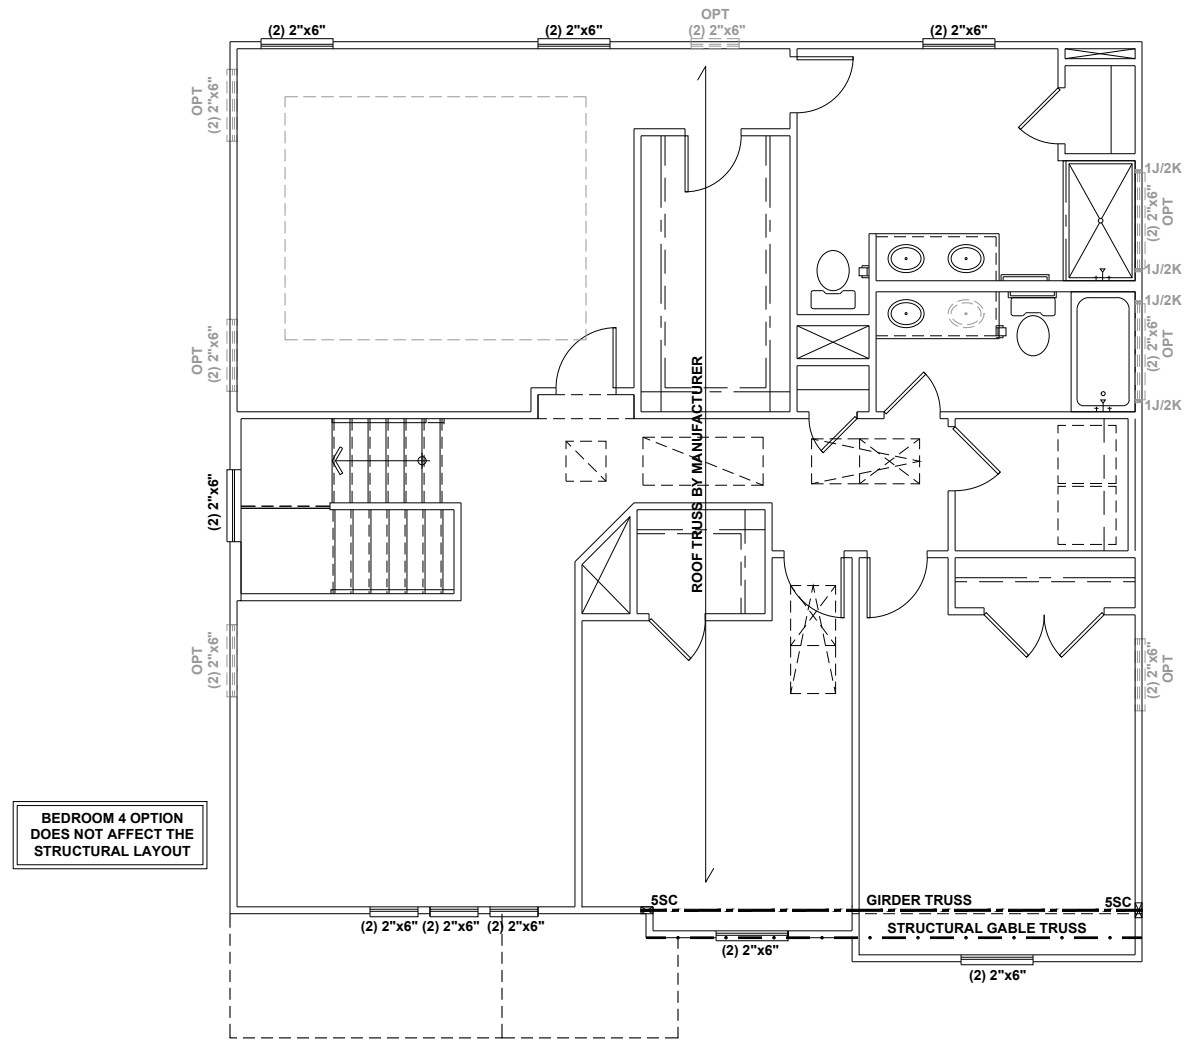 OPT
(2) 2"x6"
(2) 2"x6"
(2) 2"x6"
(2) 2"x6"
OPT
(2) 2"x6"
1J/2K
(2) 2"x6"
OPT
1J/2K
1J/2K
OPT
(2) 2"x6"
(2) 2"x6"
OPT
1J/2K
ROOF TRUSS BY MANUFACTURER
(2) 2"x6"
OPT
(2) 2"x6"
(2) 2"x6"
OPT
BEDROOM 4 OPTION
DOES NOT AFFECT THE
STRUCTURAL LAYOUT
5SC
GIRDER TRUSS
5SC
(2) 2"x6"
(2) 2"x6"
(2) 2"x6"
STRUCTURAL GABLE TRUSS
(2) 2"x6"
(2) 2"x6"